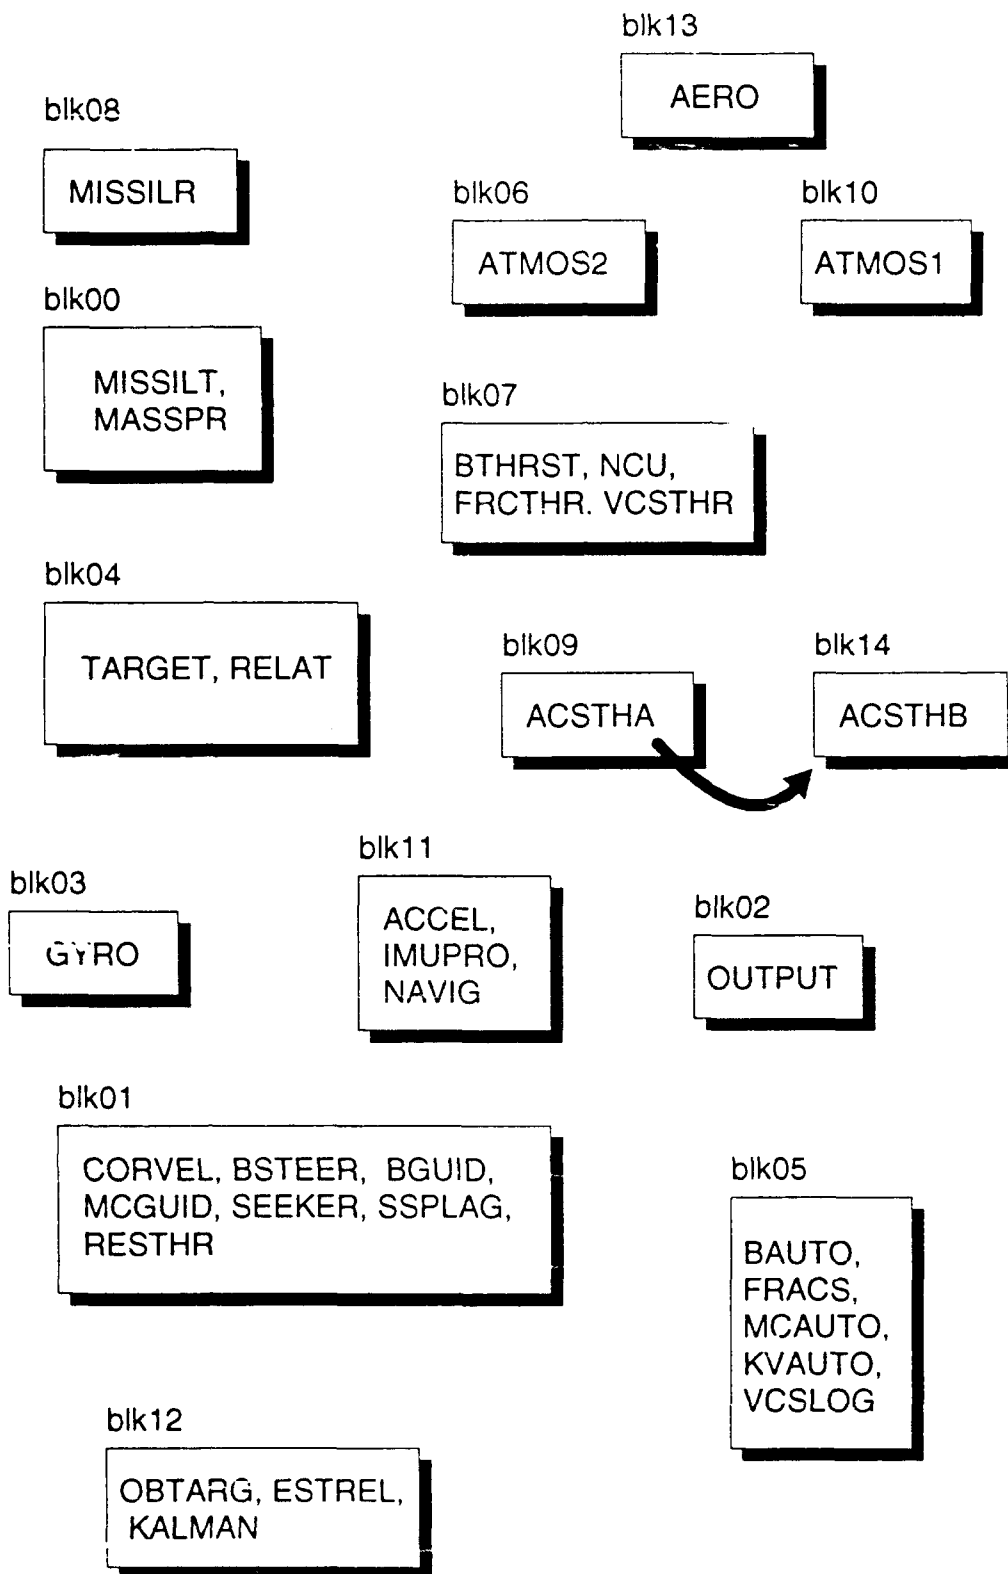 blk13
AERO
blk08
MISSILR
blk06
ATMOS2
blk10
ATMOS1
blk00
MISSILT,
MASSPR
blk07
BTHRST, NCU,
FRCTHR. VCSTHR
blk04
TARGET, RELAT
blk09
ACSTHA
blk14
ACSTHB
blk03
GYRO
blk11
ACCEL,
IMUPRO,
NAVIG
blk02
OUTPUT
blk01
CORVEL, BSTEER, BGUID,
MCGUID, SEEKER, SSPLAG,
RESTHR
blk05
BAUTO,
FRACS,
MCAUTO,
KVAUTO,
VCSLOG
blk12
OBTARG, ESTREL,
KALMAN